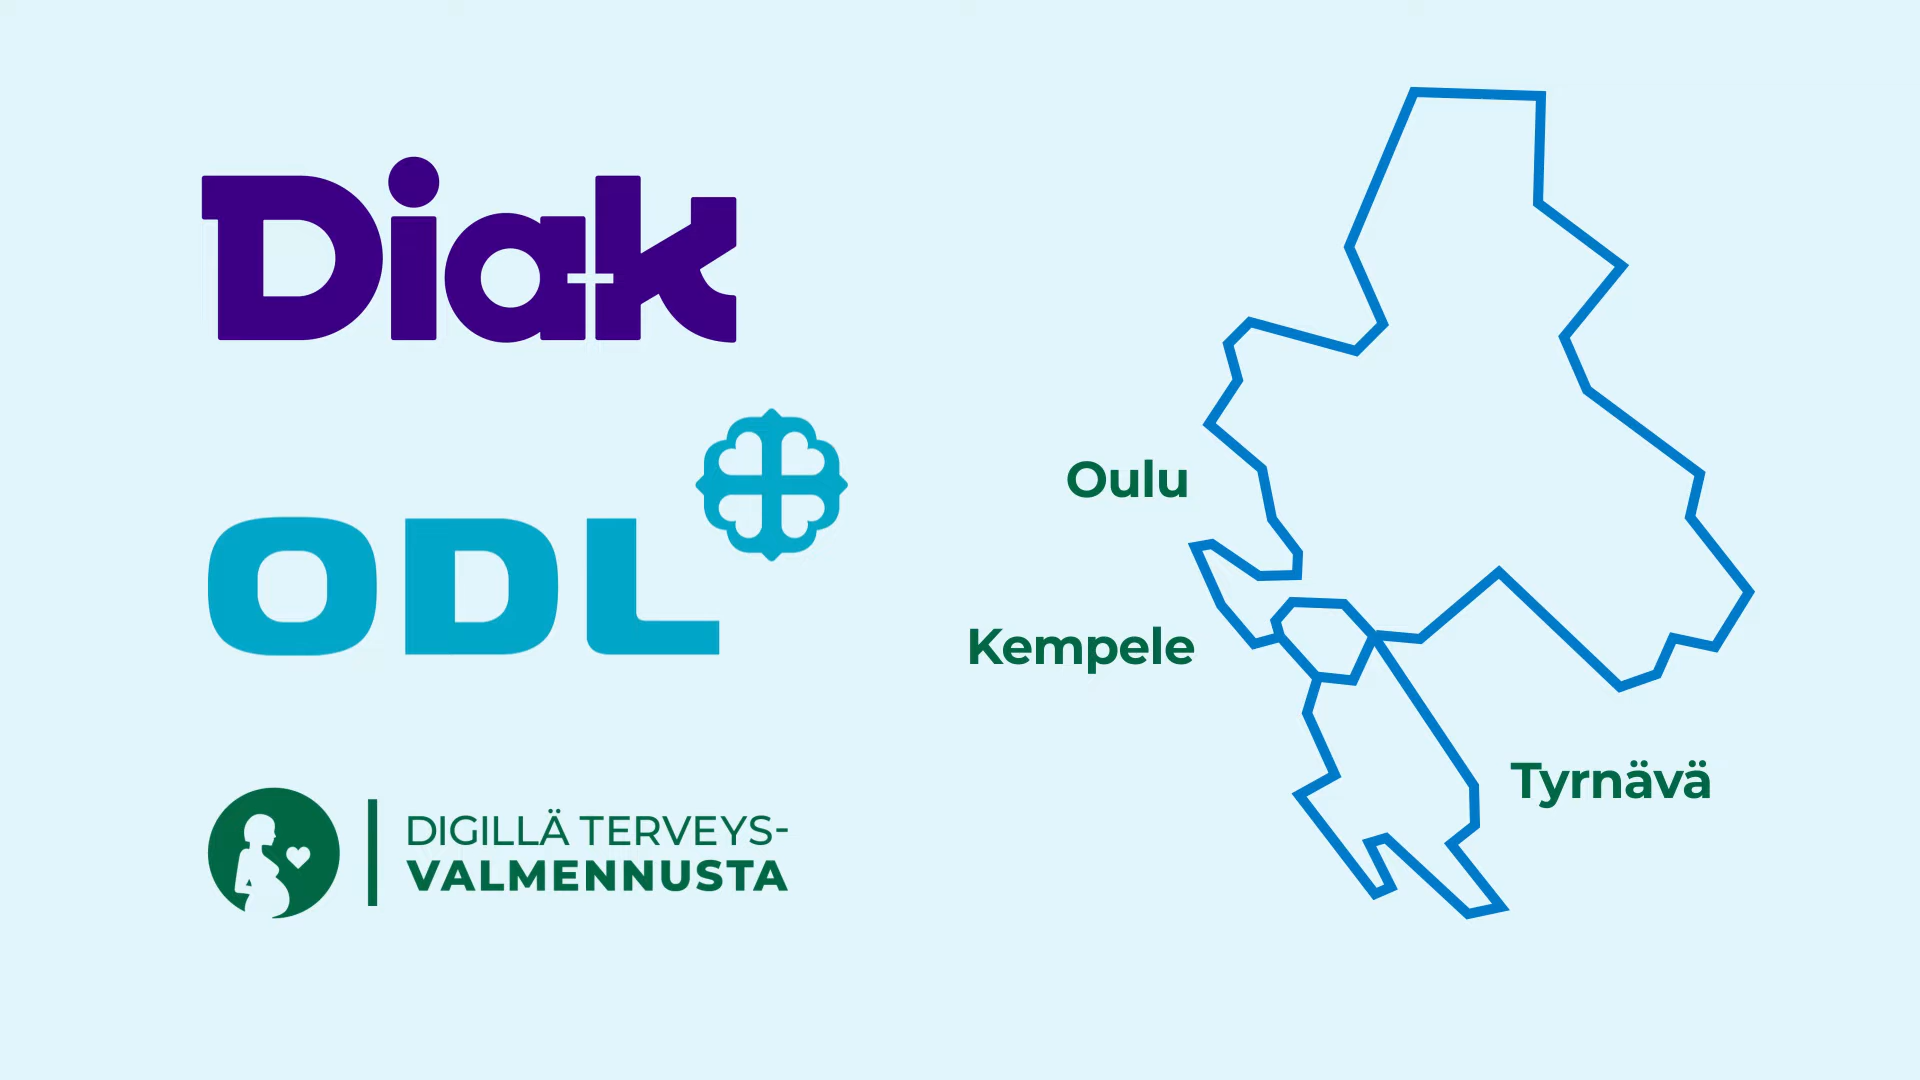 Diak
ODL
DIGILLÄ TERVEYS-
VALMENNUSTA
Oulu
Kempele
Tyrnävä